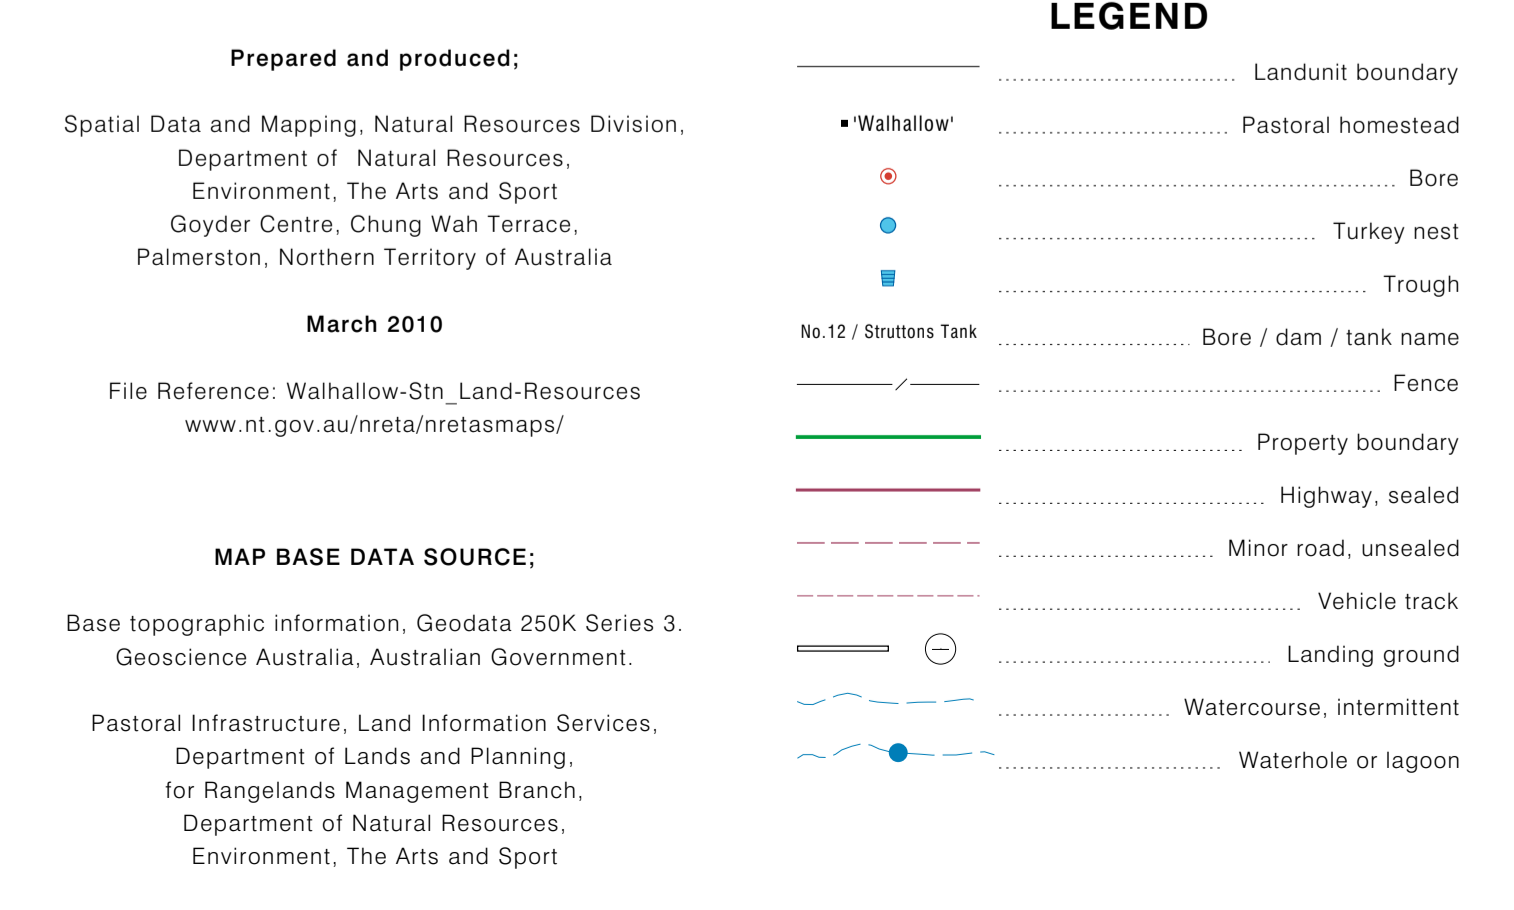 Prepared and produced;
Spatial Data and Mapping, Natural Resources Division,
Department of Natural Resources,
Environment, The Arts and Sport
Goyder Centre, Chung Wah Terrace,
Palmerston, Northern Territory of Australia
March 2010
File Reference: Walhallow-Stn_Land-Resources
www.nt.gov.au/nreta/nretasmaps/
MAP BASE DATA SOURCE;
Base topographic information, Geodata 250K Series 3.
Geoscience Australia, Australian Government.
Pastoral Infrastructure, Land Information Services,
Department of Lands and Planning,
for Rangelands Management Branch,
Department of Natural Resources,
Environment, The Arts and Sport
LEGEND
Landunit boundary
'Walhallow' Pastoral homestead
Bore
Turkey nest
Trough
No.12 / Struttons Tank Bore / dam / tank name
Fence
Property boundary
Highway, sealed
Minor road, unsealed
Vehicle track
Landing ground
Watercourse, intermittent
Waterhole or lagoon